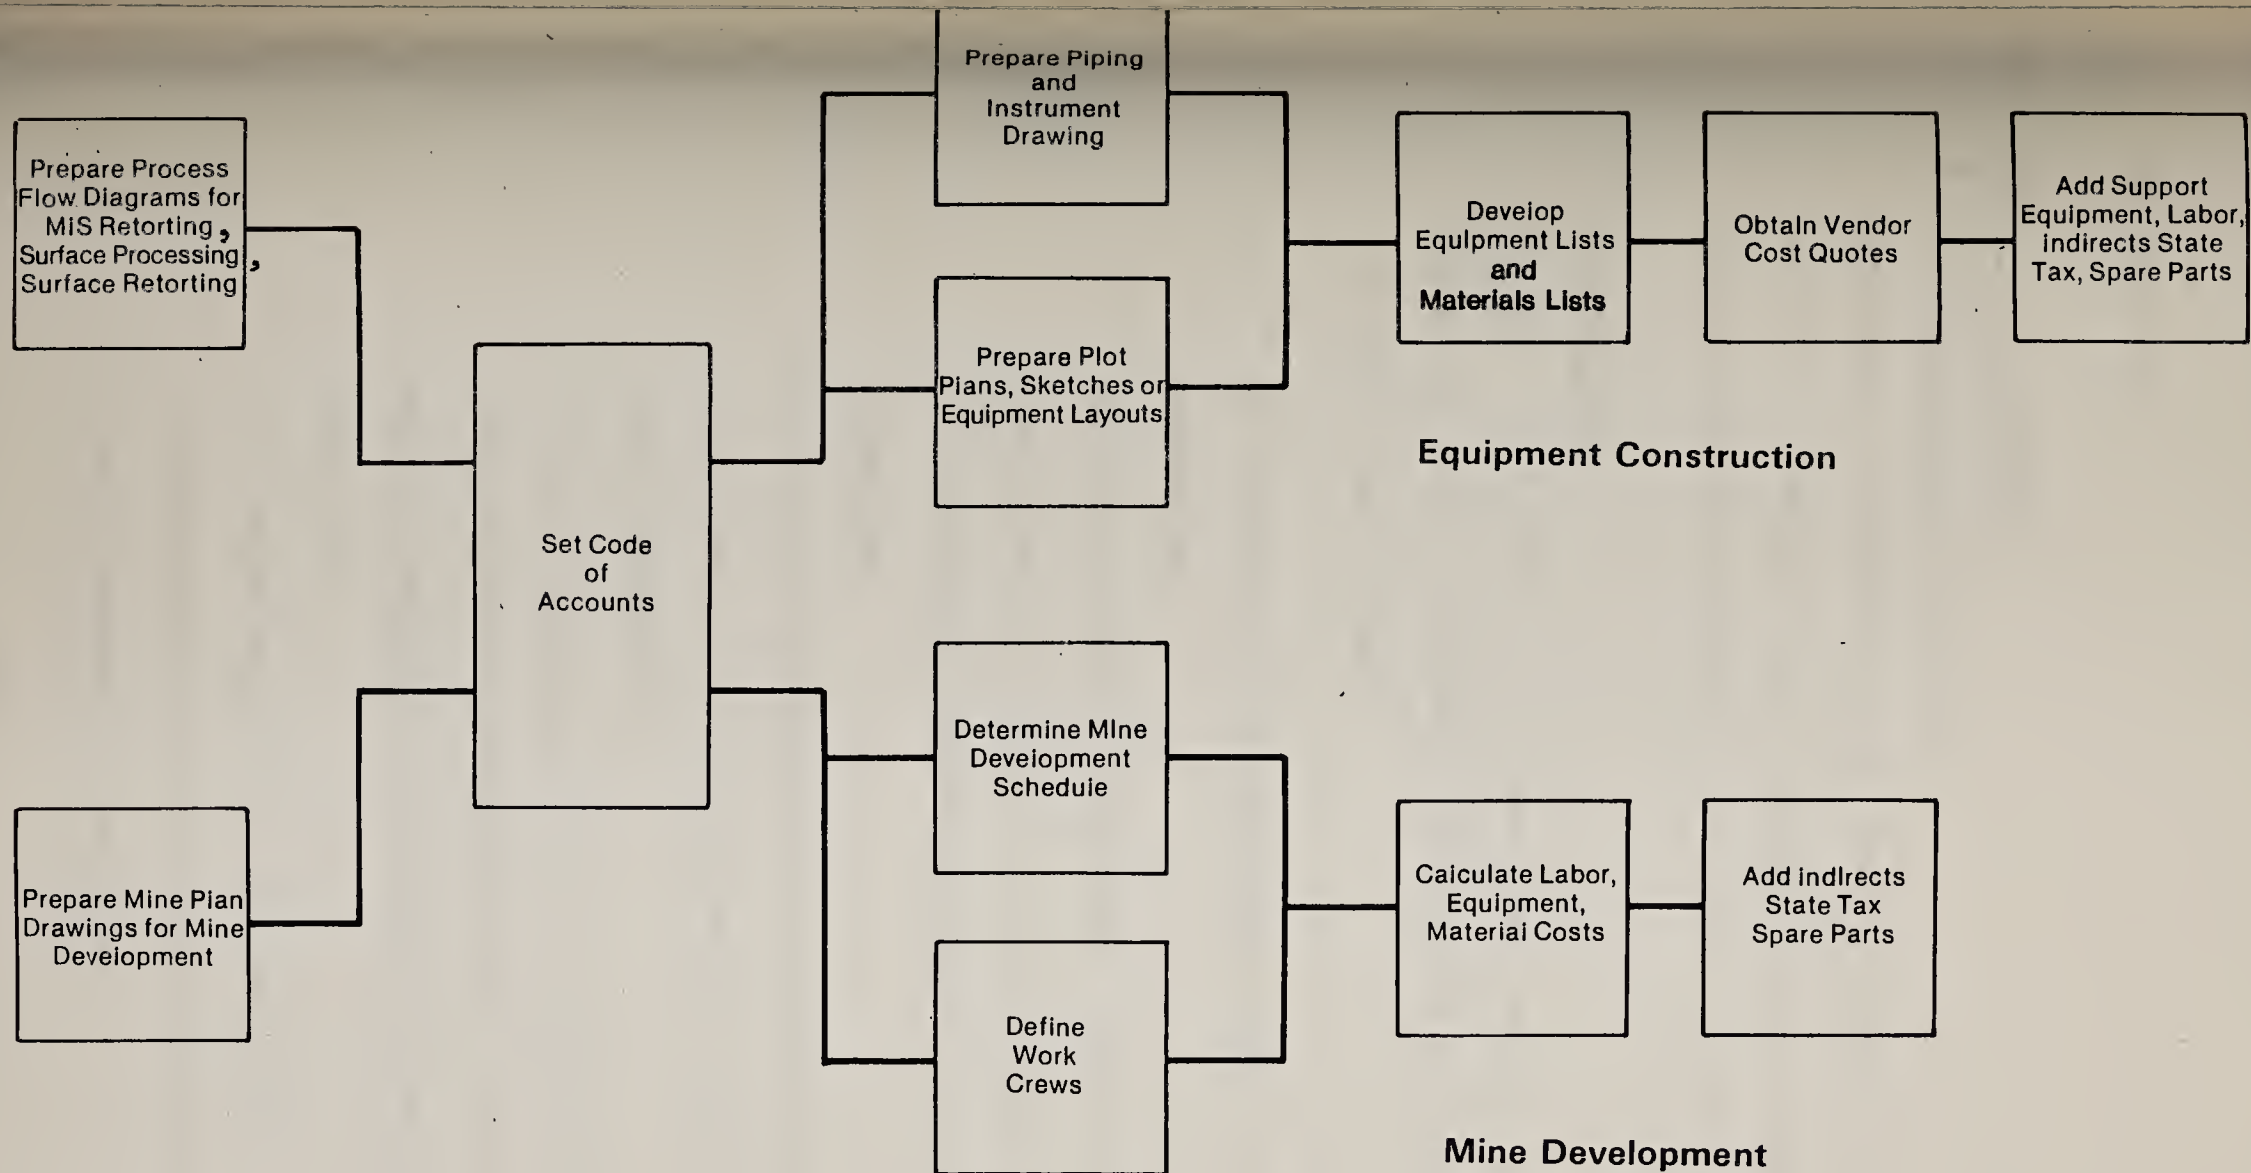 Prepare Process
Flow Diagrams for
MIS Retorting,
Surface Processing,
Surface Retorting
Prepare Mine Plan
Drawings for Mine
Development
Set Code
of
Accounts
Prepare Piping
and
Instrument
Drawing
Prepare Plot
Plans, Sketches or
Equipment Layouts
Develop
Equipment Lists
and
Materials Lists
Obtain Vendor
Cost Quotes
Add Support
Equipment, Labor,
indirects State
Tax, Spare Parts
Equipment Construction
Determine Mine
Development
Schedule
Define
Work
Crews
Calculate Labor,
Equipment,
Material Costs
Add indirects
State Tax
Spare Parts
Mine Development